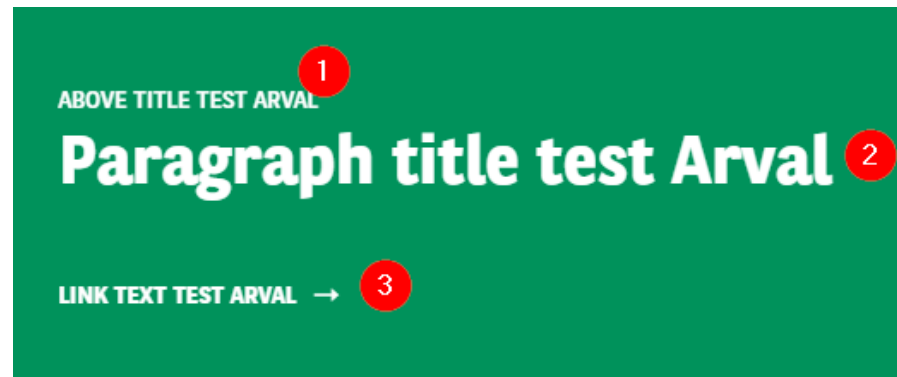 1
ABOVE TITLE TEST ARVAL
Paragraph title test Arval 2
LINK TEXT TEST ARVAL → 3